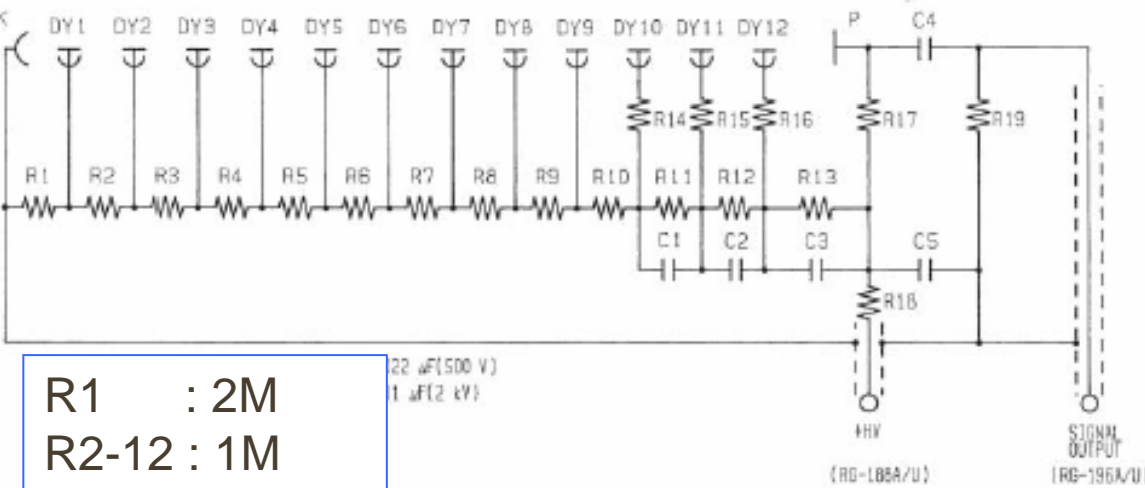 K DY1 DY2 DY3 DY4 DY5 DY6 DY7 DY8 DY9 DY10 DY11 DY12 P C4
R14 R15 R16 R17 R19
R1 R2 R3 R4 R5 R6 R7 R8 R9 R10 R11 R12 R13
C1 C2 C3 C5
R18
22 µF(500 V)
1 µF(2 kV)
R1 : 2M
R2-12 : 1M
+HV
(RG-188A/U)
SIGNAL
OUTPUT
(RG-196A/U